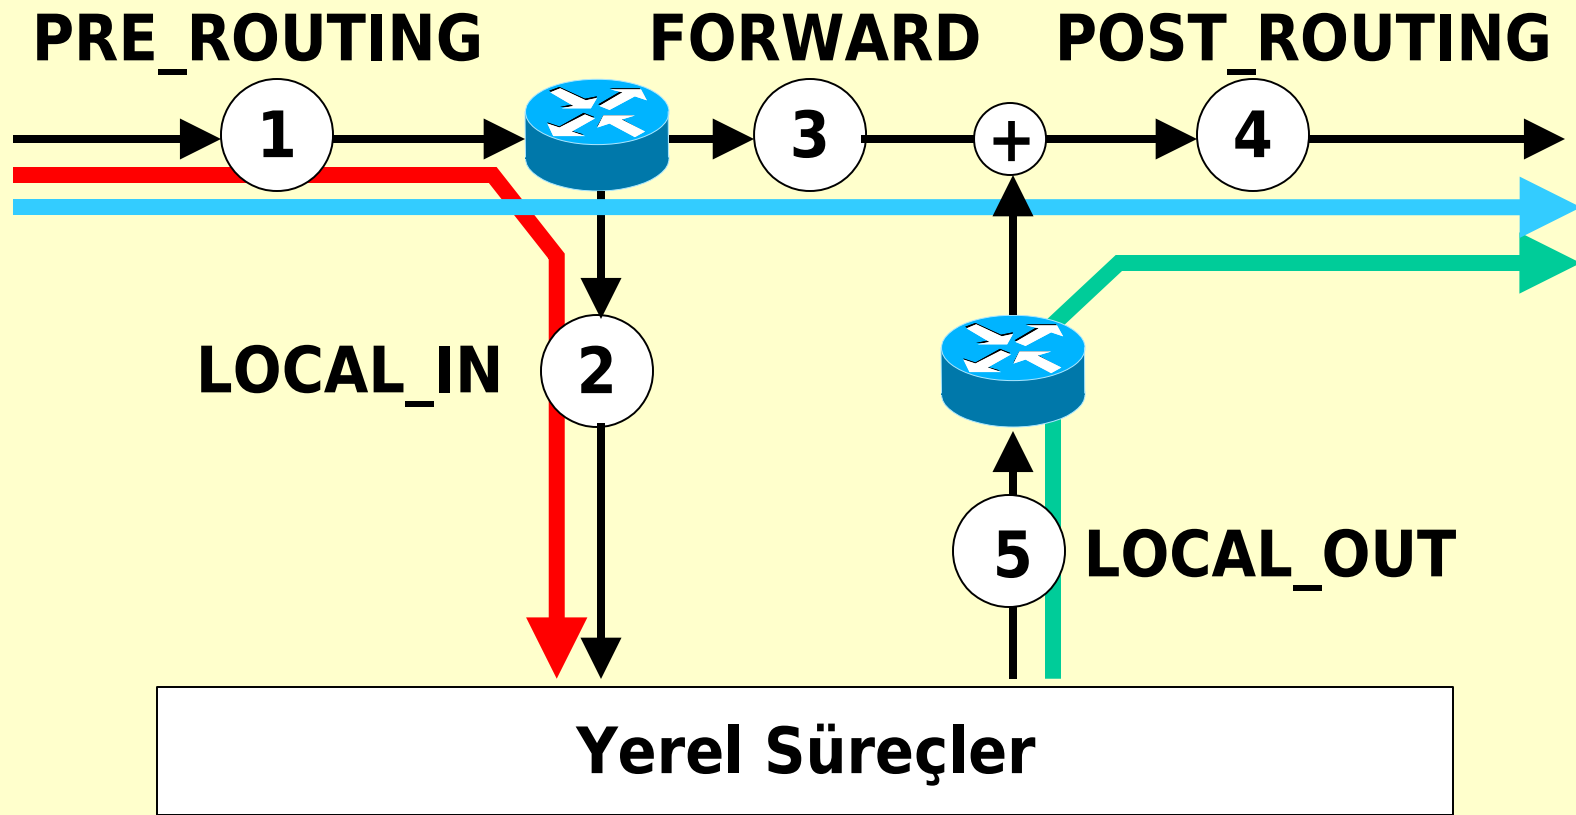 PRE_ROUTING FORWARD POST_ROUTING
1 3 + 4
LOCAL_IN 2
5 LOCAL_OUT
Yerel Süreçler